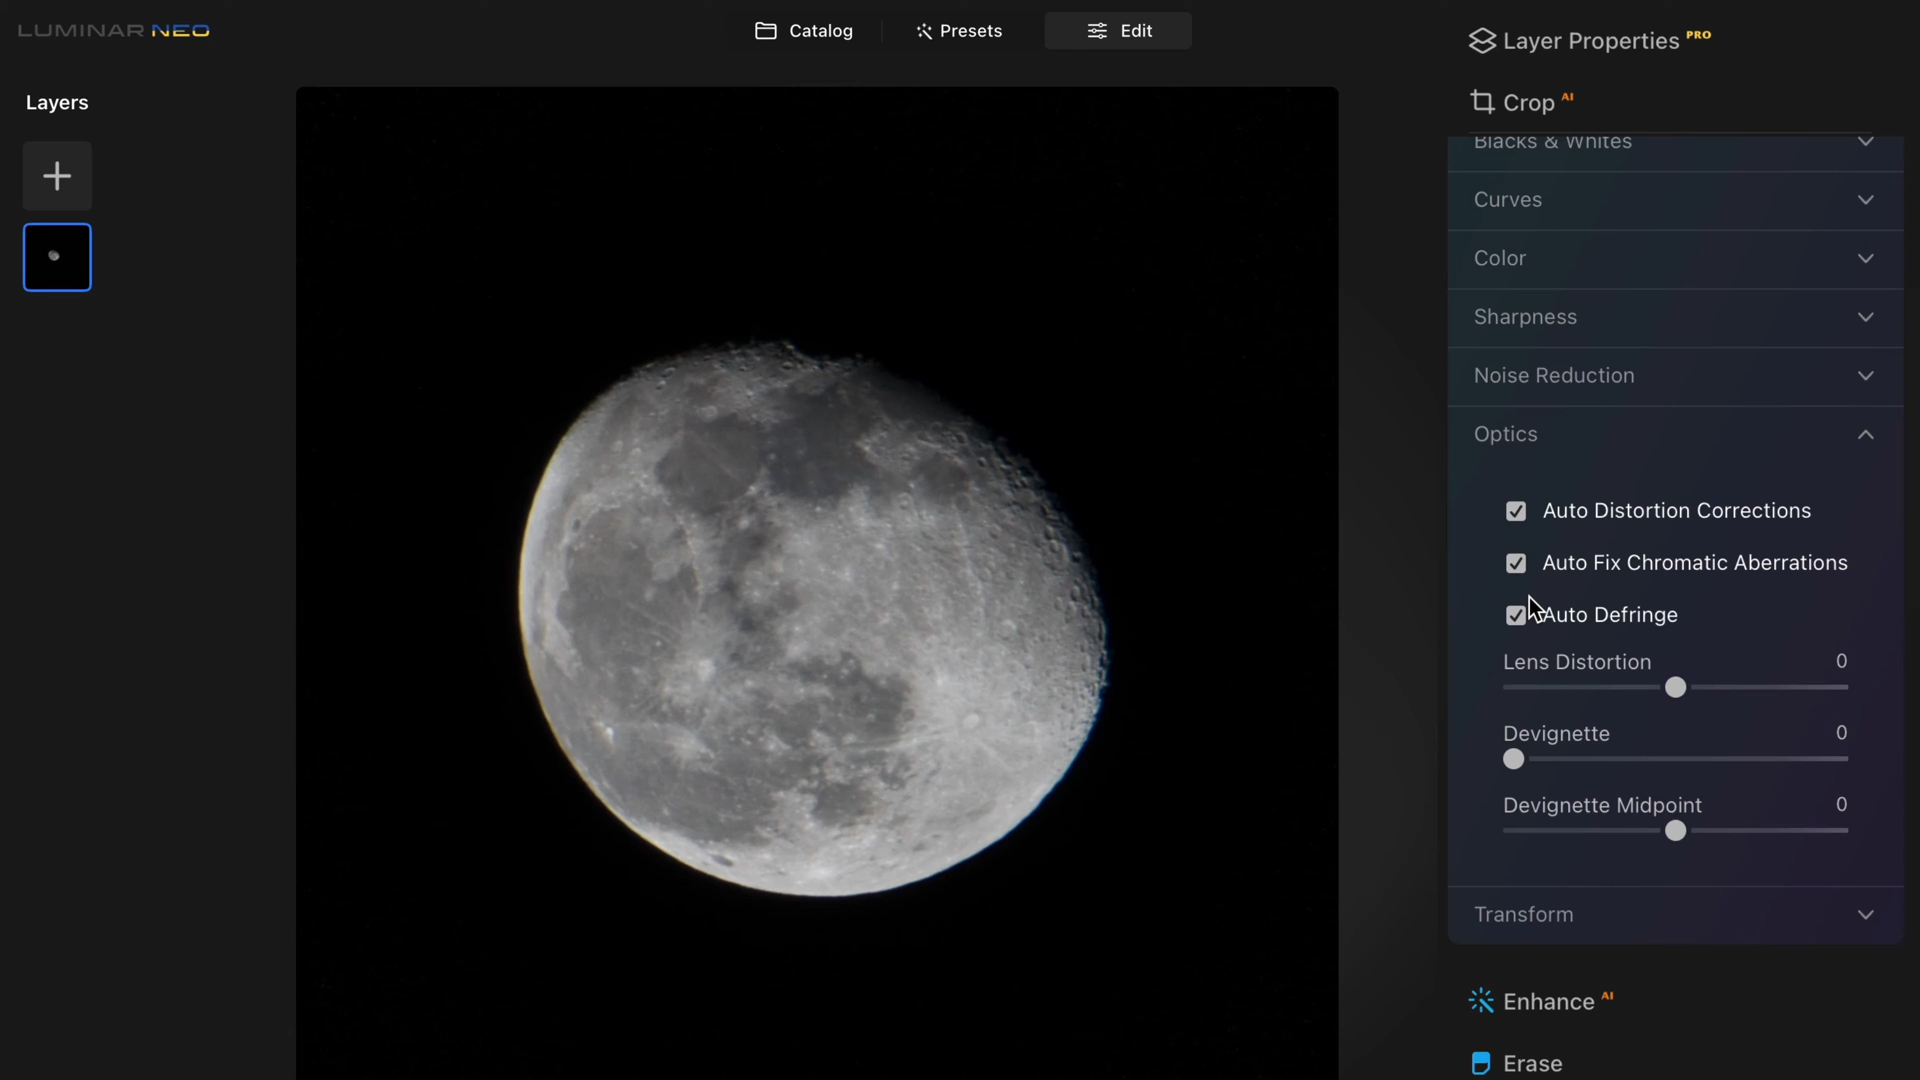 LUMINAR NEO
Catalog
Presets
Edit
Layer Properties PRO
Crop AI
Layers
Blacks & Whites
Curves
Color
Sharpness
Noise Reduction
Optics
Auto Distortion Corrections
Auto Fix Chromatic Aberrations
Auto Defringe
Lens Distortion 0
Devignette 0
Devignette Midpoint 0
Transform
Enhance AI
Erase